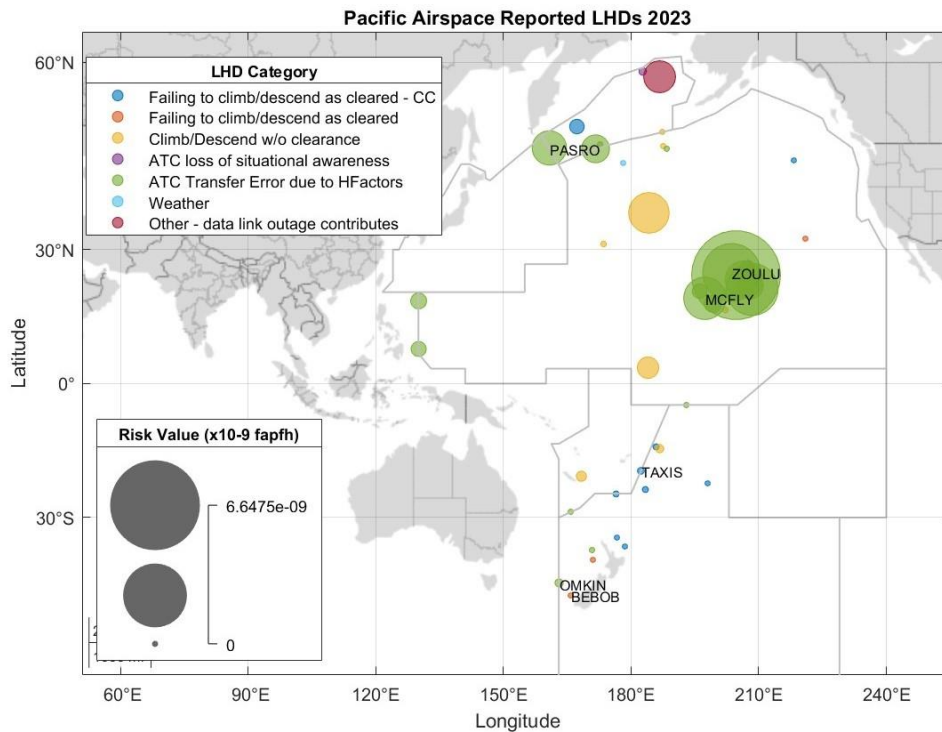 Pacific Airspace Reported LHDs 2023
60°N
LHD Category
Failing to climb/descend as cleared - CC
Failing to climb/descend as cleared
Climb/Descend w/o clearance
ATC loss of situational awareness
ATC Transfer Error due to HFactors
Weather
Other - data link outage contributes
PASRO
30°N
ZOULU
MCFLY
Latitude
0°
Risk Value (x10-9 fapfh)
6.6475e-09
0
TAXIS
30°S
OMKIN
BEBOB
60°E
90°E
120°E
150°E
180°E
210°E
240°E
Longitude